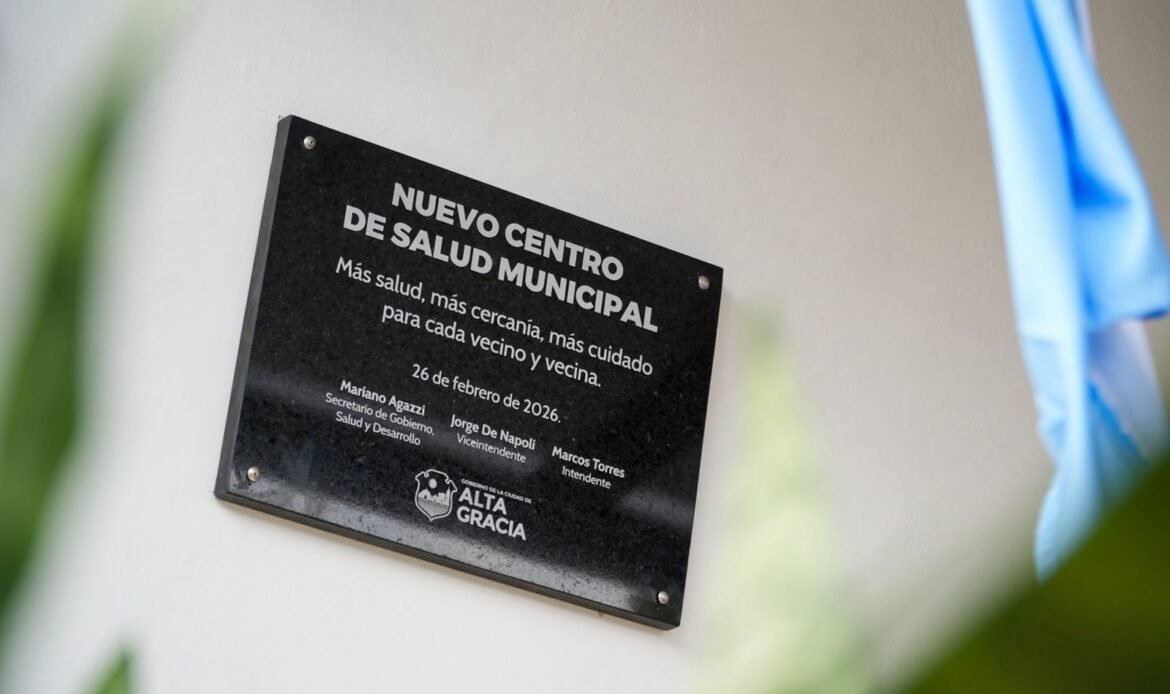 NUEVO CENTRO
DE SALUD MUNICIPAL
Más salud, más cercanía, más cuidado
para cada vecino y vecina.
26 de febrero de 2026.
Mariano Agazzi
Secretario de Gobierno,
Salud y Desarrollo
Jorge De Napoli
Viceintendente
Marcos Torres
Intendente
GOBIERNO DE LA CIUDAD DE
ALTA
GRACIA